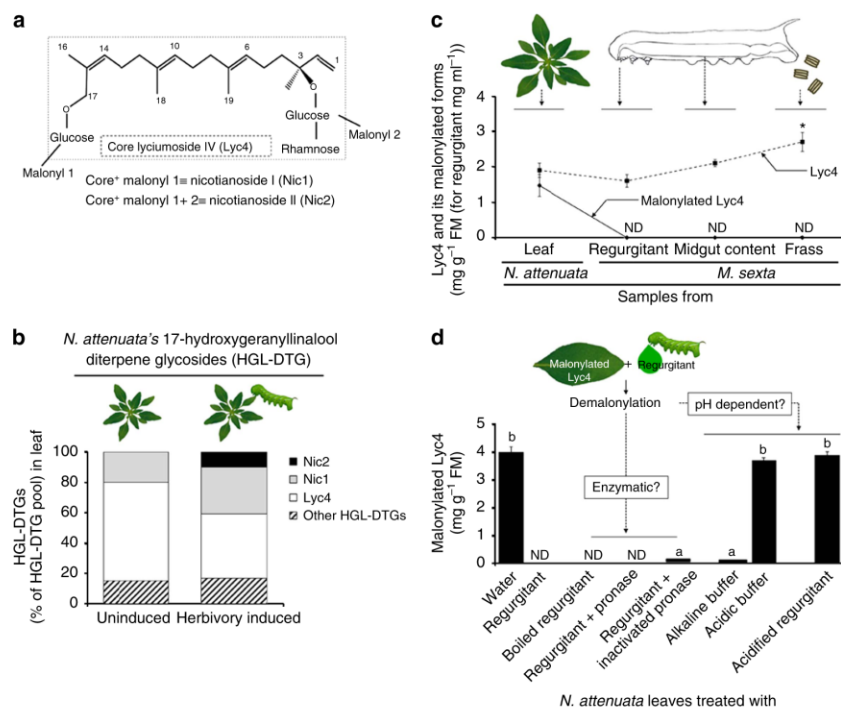 a
16
14
10
6
3
1
17
18
19
O
O
Glucose
Glucose
Malonyl 2
Core lyciumoside IV (Lyc4)
Rhamnose
Malonyl 1
Core⁺ malonyl 1≡ nicotianoside I (Nic1)
Core⁺ malonyl 1+ 2≡ nicotianoside II (Nic2)
b
N. attenuata's 17-hydroxygeranyllinalool
diterpene glycosides (HGL-DTG)
HGL-DTGs
(% of HGL-DTG pool) in leaf
100
80
60
40
20
0
Nic2
Nic1
Lyc4
Other HGL-DTGs
Uninduced
Herbivory induced
c
Lyc4 and its malonylated forms
(mg g⁻¹ FM (for regurgitant mg ml⁻¹))
4
3
2
1
0
*
Lyc4
Malonylated Lyc4
ND
ND
ND
Leaf
Regurgitant
Midgut content
Frass
N. attenuata
M. sexta
Samples from
d
Malonylated
Lyc4
+
Regurgitant
Demalonylation
pH dependent?
Enzymatic?
Malonylated Lyc4
(mg g⁻¹ FM)
5
4
3
2
1
0
b
ND
ND
ND
a
a
b
b
Water
Regurgitant
Boiled regurgitant
Regurgitant + pronase
Regurgitant +
inactivated pronase
Alkaline buffer
Acidic buffer
Acidified regurgitant
N. attenuata leaves treated with